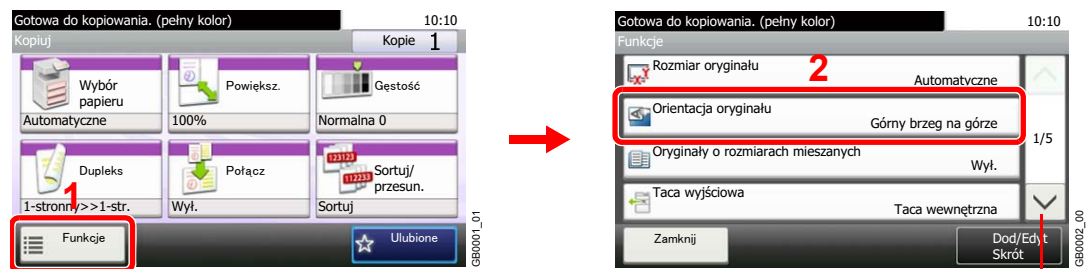 Gotowa do kopiowania. (pełny kolor)
10:10
Kopiuj
Kopie 1
Wybór
papieru
Automatyczne
Powiększ.
100%
Gęstość
Normalna 0
Dupleks
1-stronny>>1-str.
Połącz
Wył.
123123
112233
Sortuj/
przesun.
Sortuj
1
Funkcje
Ulubione
GB0001_01
Gotowa do kopiowania. (pełny kolor)
10:10
Funkcje
2
Rozmiar oryginału
Automatyczne
Orientacja oryginału
Górny brzeg na górze
Oryginały o rozmiarach mieszanych
Wył.
Taca wyjściowa
Taca wewnętrzna
1/5
Zamknij
Dod/Edyt
Skrót
GB0002_00